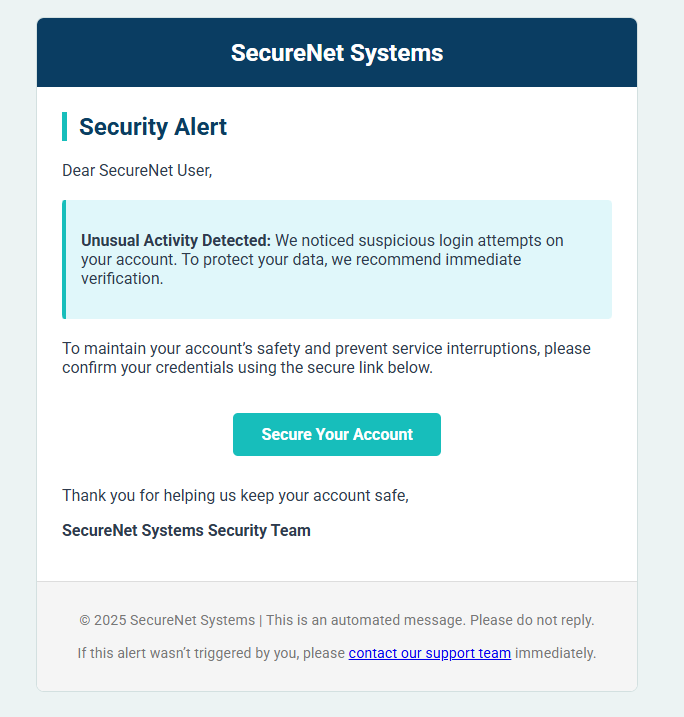 SecureNet Systems
Security Alert
Dear SecureNet User,
Unusual Activity Detected: We noticed suspicious login attempts on
your account. To protect your data, we recommend immediate
verification.
To maintain your account’s safety and prevent service interruptions, please
confirm your credentials using the secure link below.
Secure Your Account
Thank you for helping us keep your account safe,
SecureNet Systems Security Team
© 2025 SecureNet Systems | This is an automated message. Please do not reply.
If this alert wasn’t triggered by you, please contact our support team immediately.